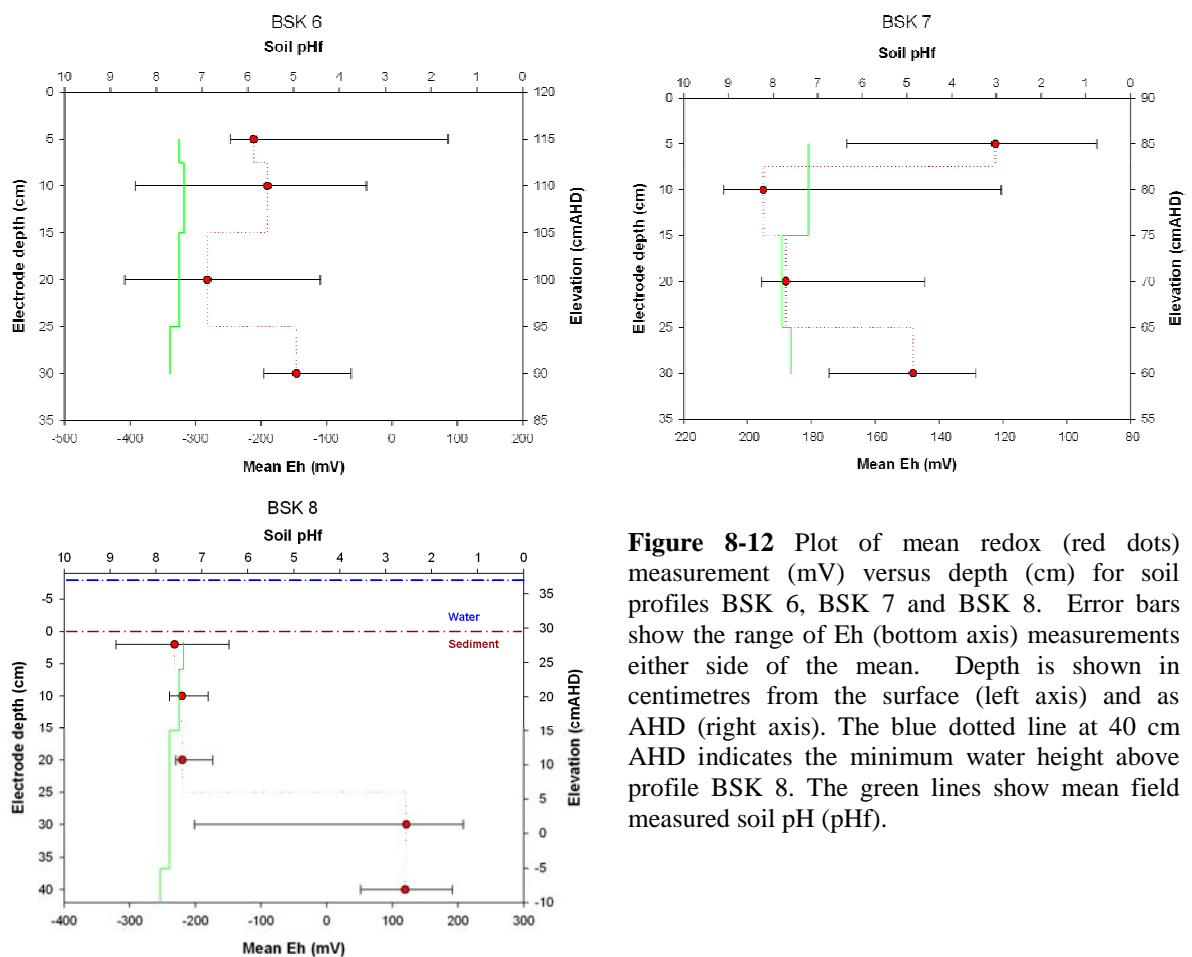 BSK 6
Soil pHf
10 9 8 7 6 5 4 3 2 1 0
0 5 10 15 20 25 30 35
Electrode depth (cm)
120 115 110 105 100 95 90 85
Elevation (cmAHD)
-500 -400 -300 -200 -100 0 100 200
Mean Eh (mV)
BSK 7
Soil pHf
10 9 8 7 6 5 4 3 2 1 0
0 5 10 15 20 25 30 35
Electrode depth (cm)
90 85 80 75 70 65 60 55
Elevation (cmAHD)
220 200 180 160 140 120 100 80
Mean Eh (mV)
BSK 8
Soil pHf
10 9 8 7 6 5 4 3 2 1 0
-5 0 5 10 15 20 25 30 35 40
Electrode depth (cm)
Water
Sediment
35 30 25 20 15 10 5 0 -5 -10
Elevation (cmAHD)
-400 -300 -200 -100 0 100 200 300
Mean Eh (mV)
Figure 8-12 Plot of mean redox (red dots)
measurement (mV) versus depth (cm) for soil
profiles BSK 6, BSK 7 and BSK 8. Error bars
show the range of Eh (bottom axis) measurements
either side of the mean. Depth is shown in
centimetres from the surface (left axis) and as
AHD (right axis). The blue dotted line at 40 cm
AHD indicates the minimum water height above
profile BSK 8. The green lines show mean field
measured soil pH (pHf).